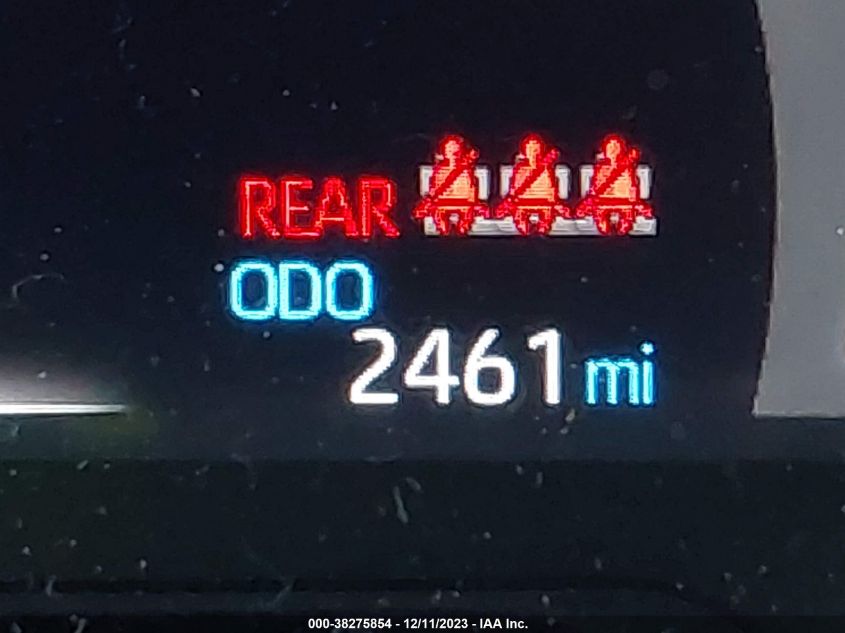 REAR
ODO
2461 mi
000-38275854 - 12/11/2023 - IAA Inc.